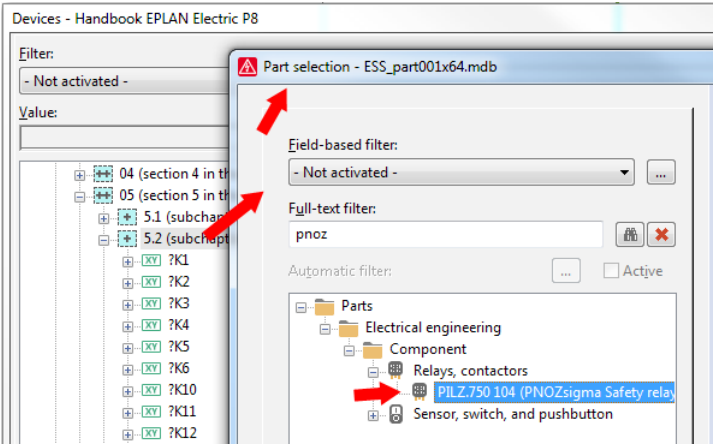 Devices - Handbook EPLAN Electric P8
Filter:
- Not activated -
Value:
04 (section 4 in th
05 (section 5 in th
5.1 (subchap
5.2 (subchapt
?K1
?K2
?K3
?K4
?K5
?K6
?K10
?K11
?K12
Part selection - ESS_part001x64.mdb
Field-based filter:
- Not activated -
...
Full-text filter:
pnoz
Automatic filter:
...
Active
Parts
Electrical engineering
Component
Relays, contactors
PILZ.750 104 (PNOZsigma Safety relay
Sensor, switch, and pushbutton